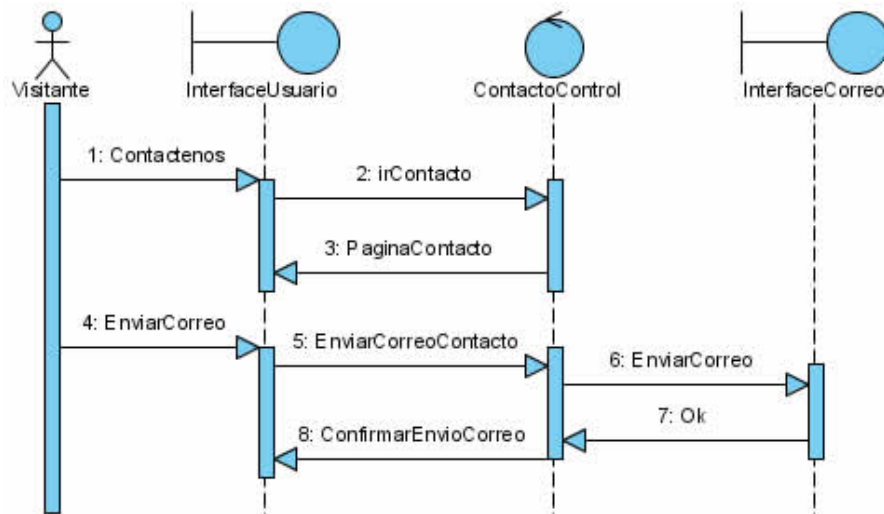 Visitante
InterfaceUsuario
ContactoControl
InterfaceCorreo
1: Contactenos
2: irContacto
3: PaginaContacto
4: EnviarCorreo
5: EnviarCorreoContacto
6: EnviarCorreo
7: Ok
8: ConfirmarEnvioCorreo